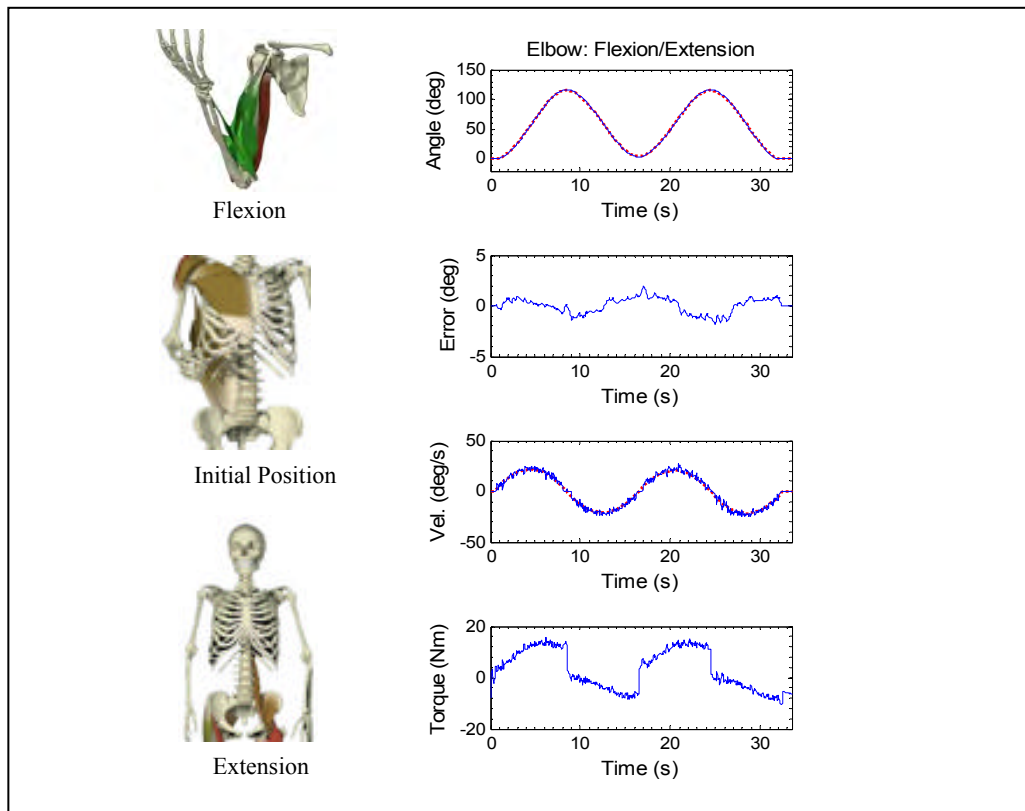 Flexion
Initial Position
Extension
Elbow: Flexion/Extension
150
100
50
0
Angle (deg)
0 10 20 30
Time (s)
5
0
-5
Error (deg)
0 10 20 30
Time (s)
50
0
-50
Vel. (deg/s)
0 10 20 30
Time (s)
20
0
-20
Torque (Nm)
0 10 20 30
Time (s)